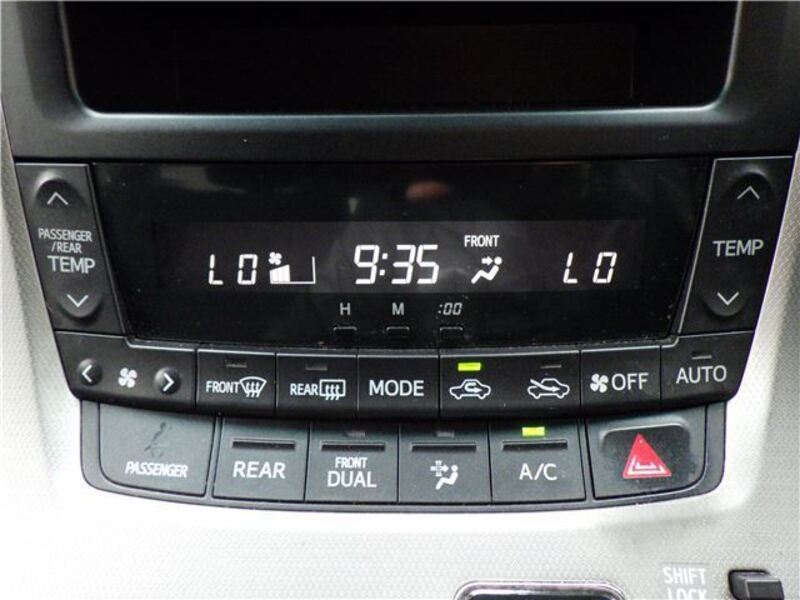 PASSENGER
/REAR
TEMP
LO
9:35
FRONT
LO
TEMP
H M :00
FRONT
REAR
MODE
OFF
AUTO
PASSENGER
REAR
FRONT
DUAL
A/C
SHIFT
LOCK